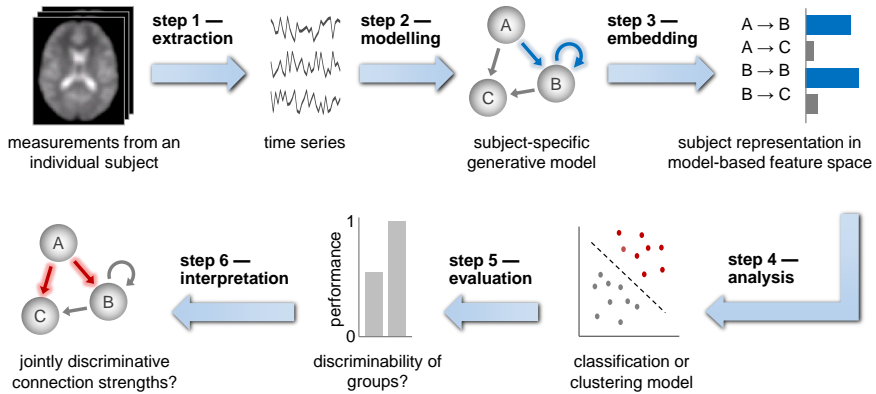 step 1 —
extraction
step 2 —
modelling
step 3 —
embedding
A
B
C
A → B
A → C
B → B
B → C
measurements from an
individual subject
time series
subject-specific
generative model
subject representation in
model-based feature space
step 4 —
analysis
step 5 —
evaluation
step 6 —
interpretation
1
performance
0
A
B
C
jointly discriminative
connection strengths?
discriminability of
groups?
classification or
clustering model